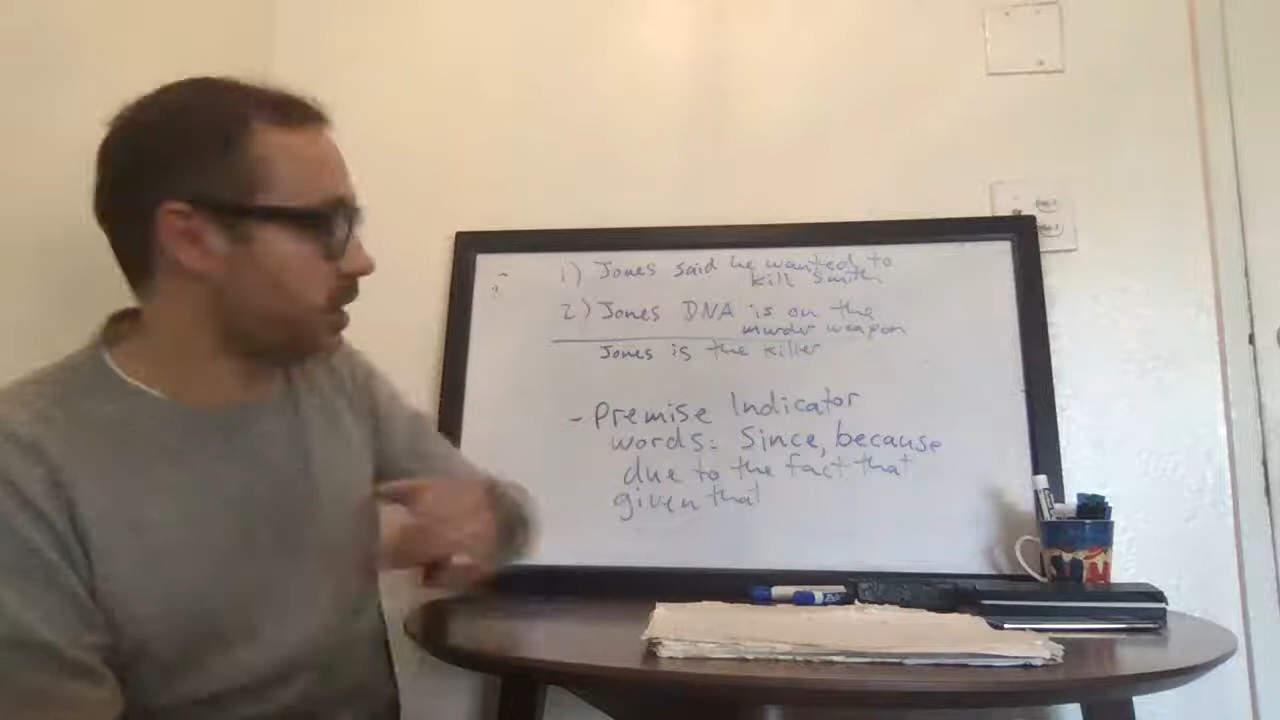 1) Jones said he wanted to
kill Smith
2) Jones DNA is on the
murder weapon
Jones is the killer
- Premise Indicator
words: Since, because
due to the fact that
given that